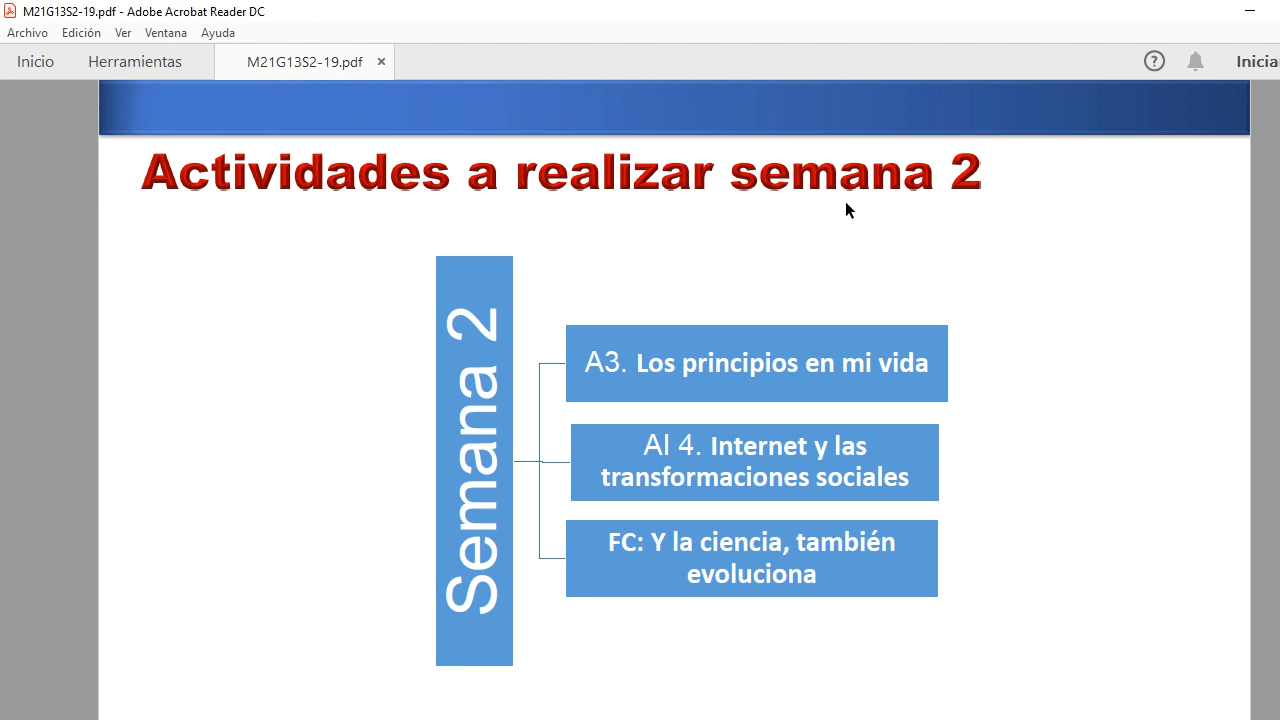 M21G13S2-19.pdf - Adobe Acrobat Reader DC
Archivo Edición Ver Ventana Ayuda
Inicio Herramientas M21G13S2-19.pdf × ? Inicia
Actividades a realizar semana 2
Semana 2
A3. Los principios en mi vida
AI 4. Internet y las
transformaciones sociales
FC: Y la ciencia, también
evoluciona